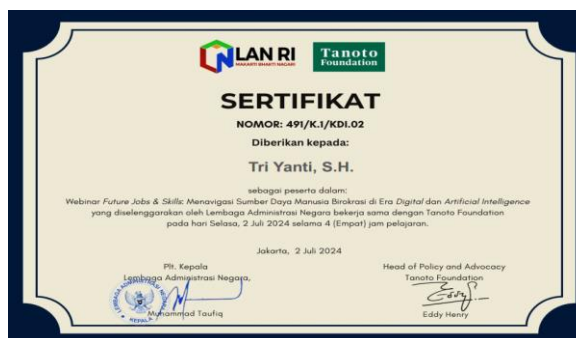 LAN RI
MAKARTI BHAKTI NAGARI
Tanoto
Foundation
SERTIFIKAT
NOMOR: 491/K.1/KDI.02
Diberikan kepada:
Tri Yanti, S.H.
sebagai peserta dalam:
Webinar Future Jobs & Skills: Menavigasi Sumber Daya Manusia Birokrasi di Era Digital dan Artificial Intelligence
yang diselenggarakan oleh Lembaga Administrasi Negara bekerja sama dengan Tanoto Foundation
pada hari Selasa, 2 Juli 2024 selama 4 (Empat) jam pelajaran.
Jakarta, 2 Juli 2024
Plt. Kepala
Lembaga Administrasi Negara,
Muhammad Taufiq
LEMBAGA ADMINISTRASI NEGARA
KEPALA
Head of Policy and Advocacy
Tanoto Foundation
Eddy Henry